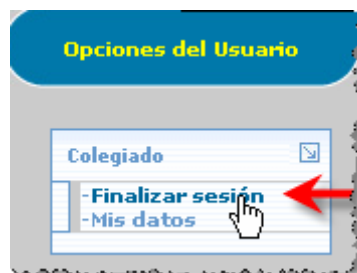 Opciones del Usuario
Colegiado
-Finalizar sesión
-Mis datos